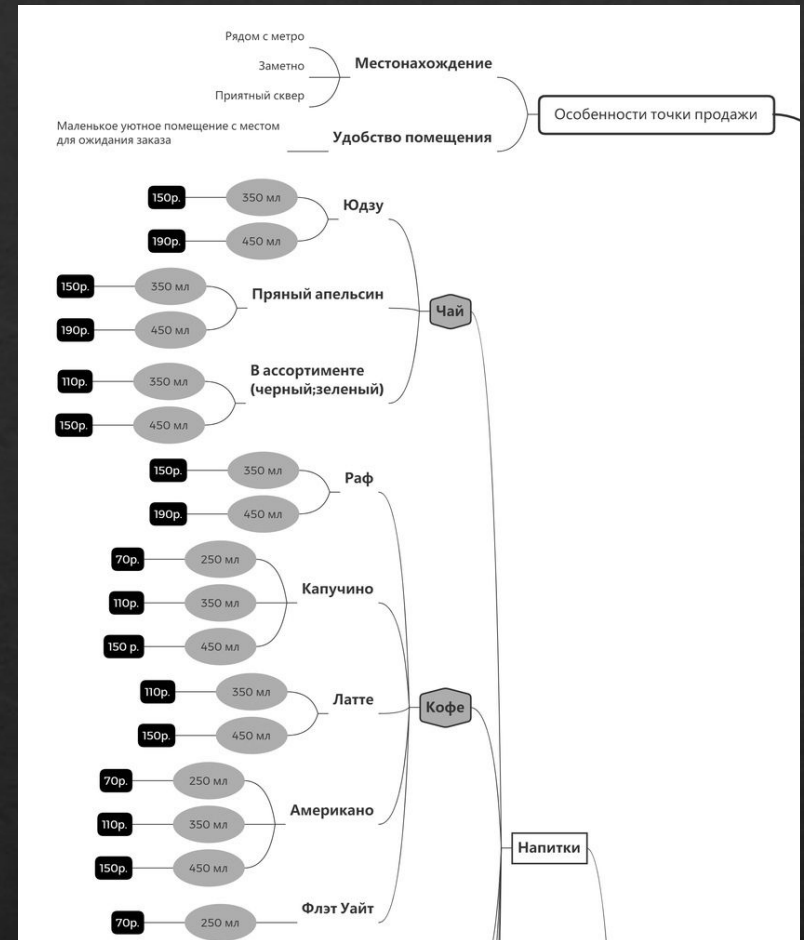 Рядом с метро
Заметно
Приятный сквер
Местонахождение
Особенности точки продажи
Маленькое уютное помещение с местом
для ожидания заказа
Удобство помещения
150р.
350 мл
190р.
450 мл
Юдзу
150р.
350 мл
190р.
450 мл
Пряный апельсин
Чай
110р.
350 мл
150р.
450 мл
В ассортименте
(черный;зеленый)
150р.
350 мл
190р.
450 мл
Раф
70р.
250 мл
110р.
350 мл
150 р.
450 мл
Капучино
110р.
350 мл
150р.
450 мл
Латте
Кофе
70р.
250 мл
110р.
350 мл
150р.
450 мл
Американо
Напитки
70р.
250 мл
Флэт Уайт